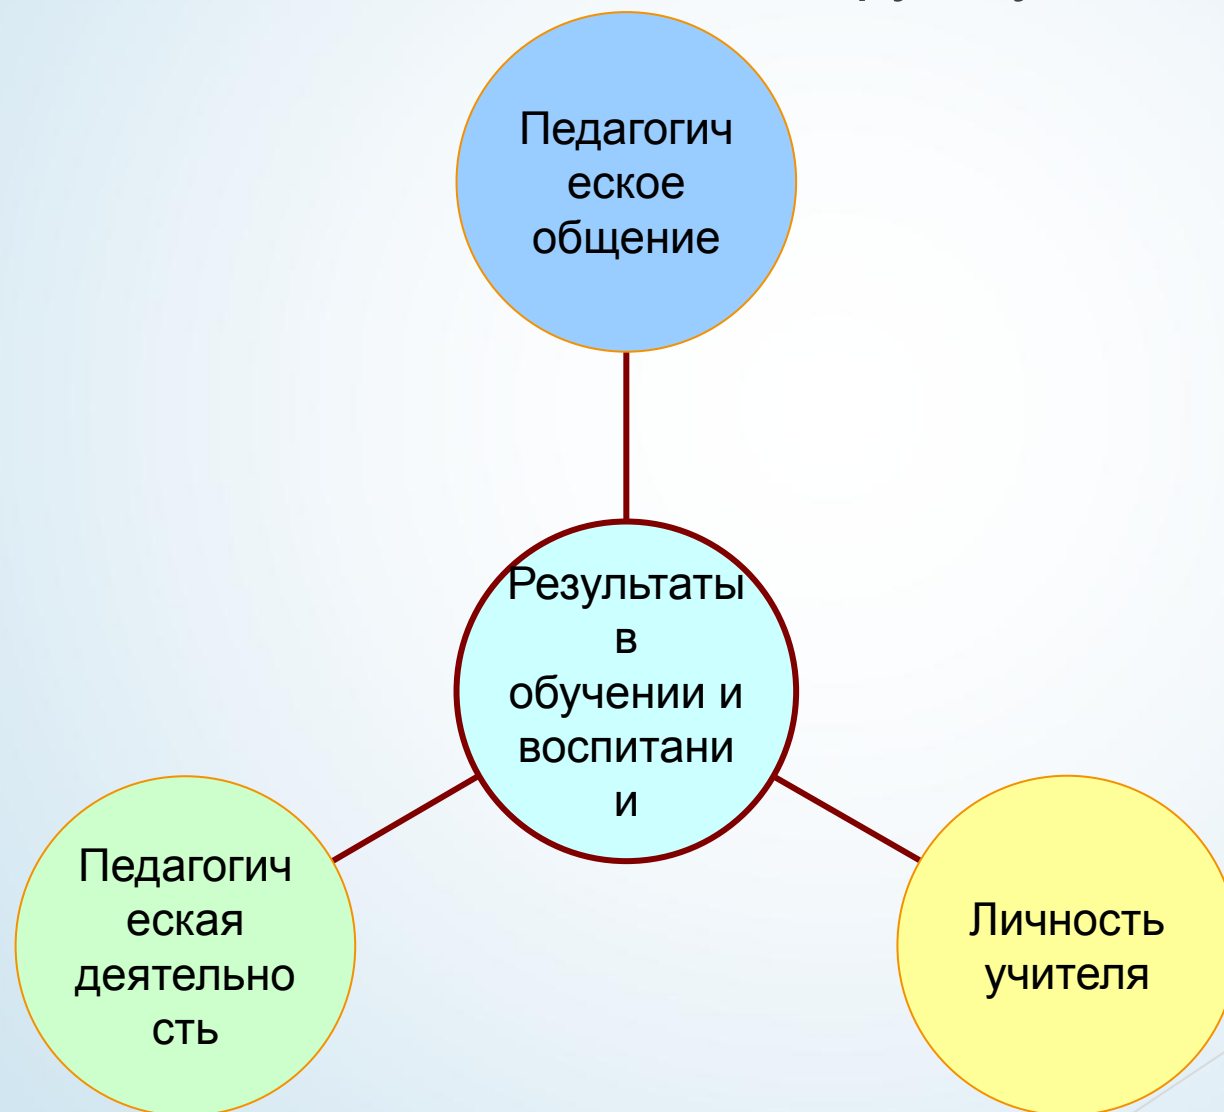 Педагогич
еское
общение
Результаты
в
обучении и
воспитани
и
Педагогич
еская
деятельно
сть
Личность
учителя